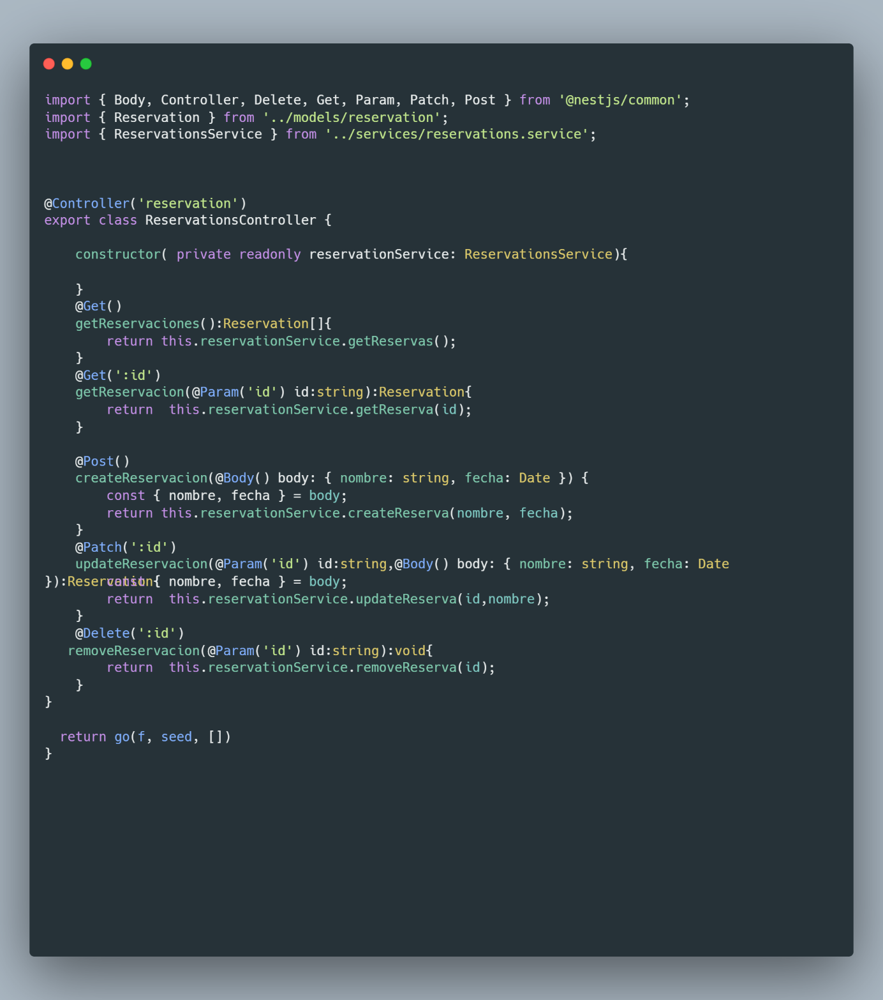 import { Body, Controller, Delete, Get, Param, Patch, Post } from '@nestjs/common';
import { Reservation } from '../models/reservation';
import { ReservationsService } from '../services/reservations.service';
@Controller('reservation')
export class ReservationsController {
constructor( private readonly reservationService: ReservationsService){
}
@Get()
getReservaciones():Reservation[]{
return this.reservationService.getReservas();
}
@Get(':id')
getReservacion(@Param('id') id:string):Reservation{
return  this.reservationService.getReserva(id);
}
@Post()
createReservacion(@Body() body: { nombre: string, fecha: Date }) {
const { nombre, fecha } = body;
return this.reservationService.createReserva(nombre, fecha);
}
@Patch(':id')
updateReservacion(@Param('id') id:string,@Body() body: { nombre: string, fecha: Date
}):Reservation{
const { nombre, fecha } = body;
return  this.reservationService.updateReserva(id,nombre);
}
@Delete(':id')
removeReservacion(@Param('id') id:string):void{
return  this.reservationService.removeReserva(id);
}
}
return go(f, seed, [])
}